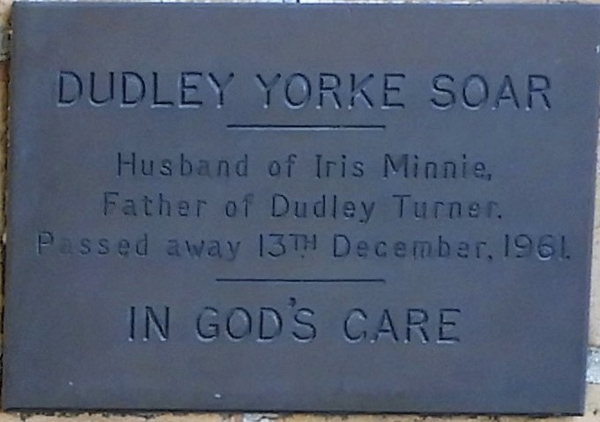 DUDLEY YORKE SOAR
Husband of Iris Minnie,
Father of Dudley Turner.
Passed away 13TH December, 1961.
IN GOD'S CARE